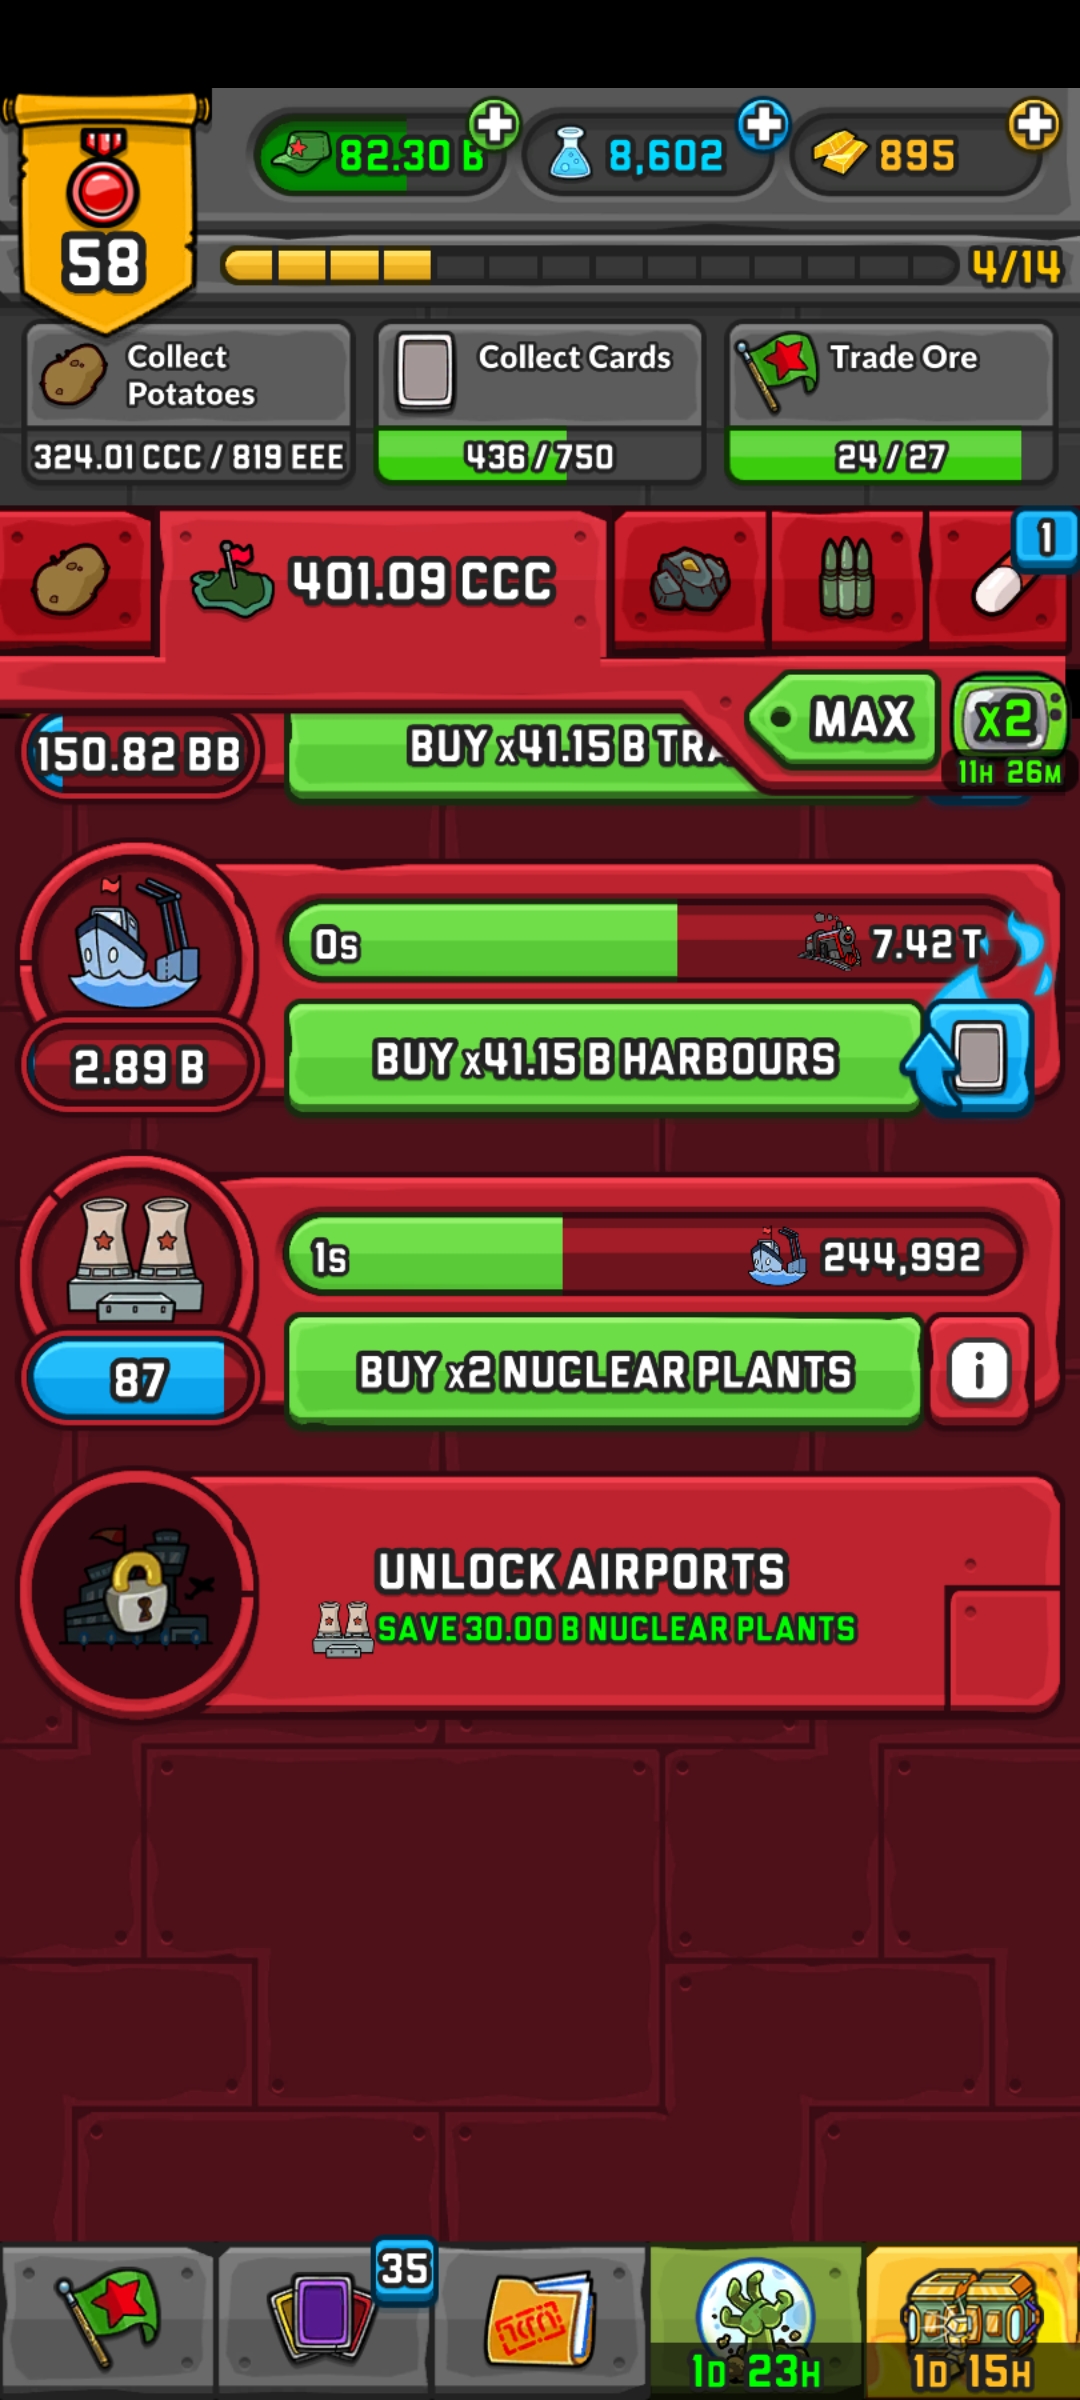 58
82.30 B
8,602
895
4/14
Collect
Potatoes
324.01 CCC / 819 EEE
Collect Cards
436 / 750
Trade Ore
24 / 27
401.09 CCC
1
MAX
x2
11H 26M
150.82 BB
BUY x41.15 B
0s
7.42 T
2.89 B
BUY x41.15 B HARBOURS
1s
244,992
87
BUY x2 NUCLEAR PLANTS
i
UNLOCK AIRPORTS
SAVE 30.00 B NUCLEAR PLANTS
35
1D 23H
1D 15H